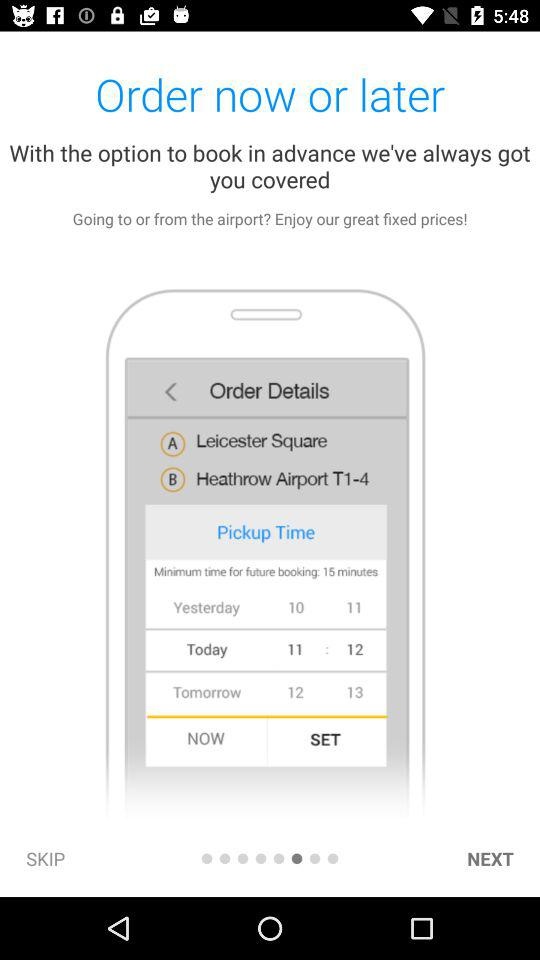 5:48
Order now or later
With the option to book in advance we've always got
you covered
Going to or from the airport? Enjoy our great fixed prices!
Order Details
A Leicester Square
B Heathrow Airport T1-4
Pickup Time
Minimum time for future booking: 15 minutes
Yesterday 10 11
Today 11 : 12
Tomorrow 12 13
NOW SET
SKIP NEXT